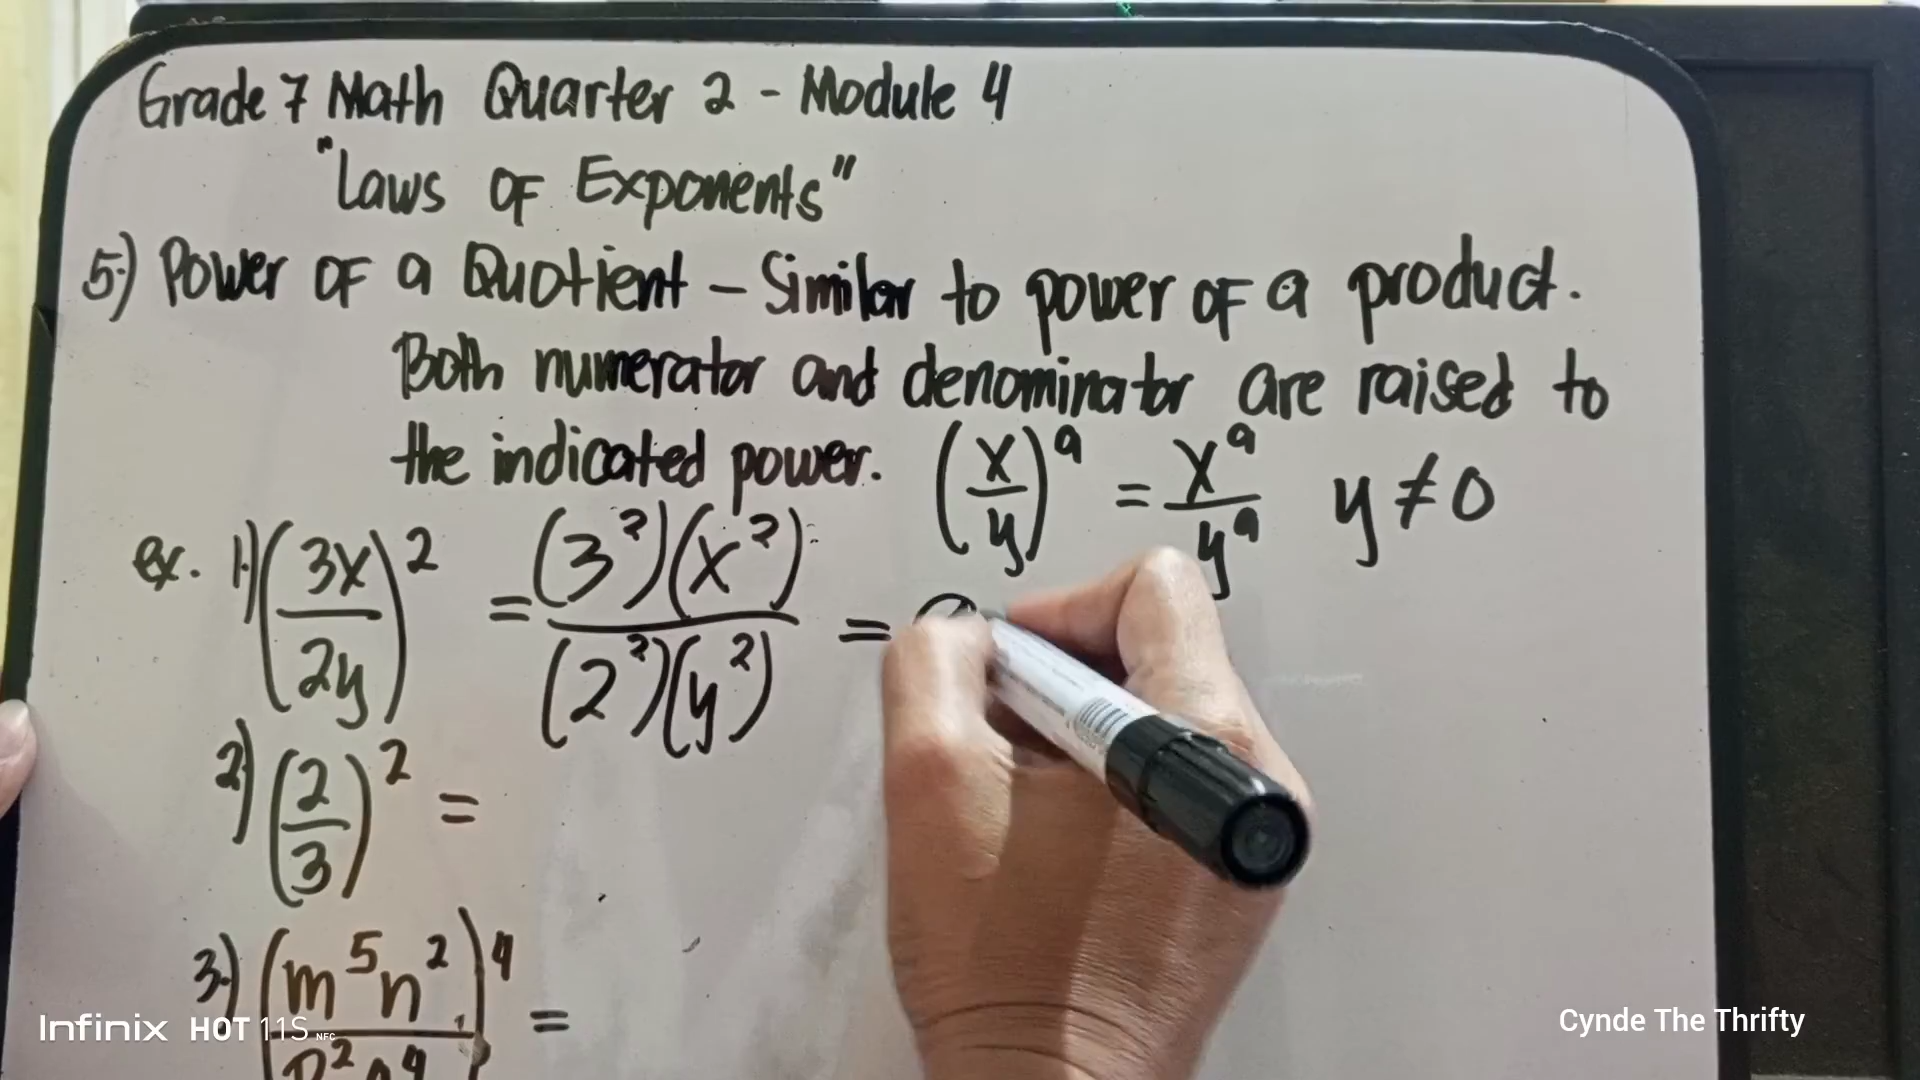 Grade 7 Math Quarter 2 - Module 4
"Laws of Exponents"
5.) Power of a Quotient - Similar to power of a product.
Both numerator and denominator are raised to
the indicated power. (x/y)^a = x^a/y^a y ≠ 0
ex. 1.) (3x/2y)^2 = (3^2)(x^2)/(2^2)(y^2) =
2.) (2/3)^2 =
3.) (m^5n^2/)^4 =
Infinix HOT 11S NFC
Cynde The Thrifty